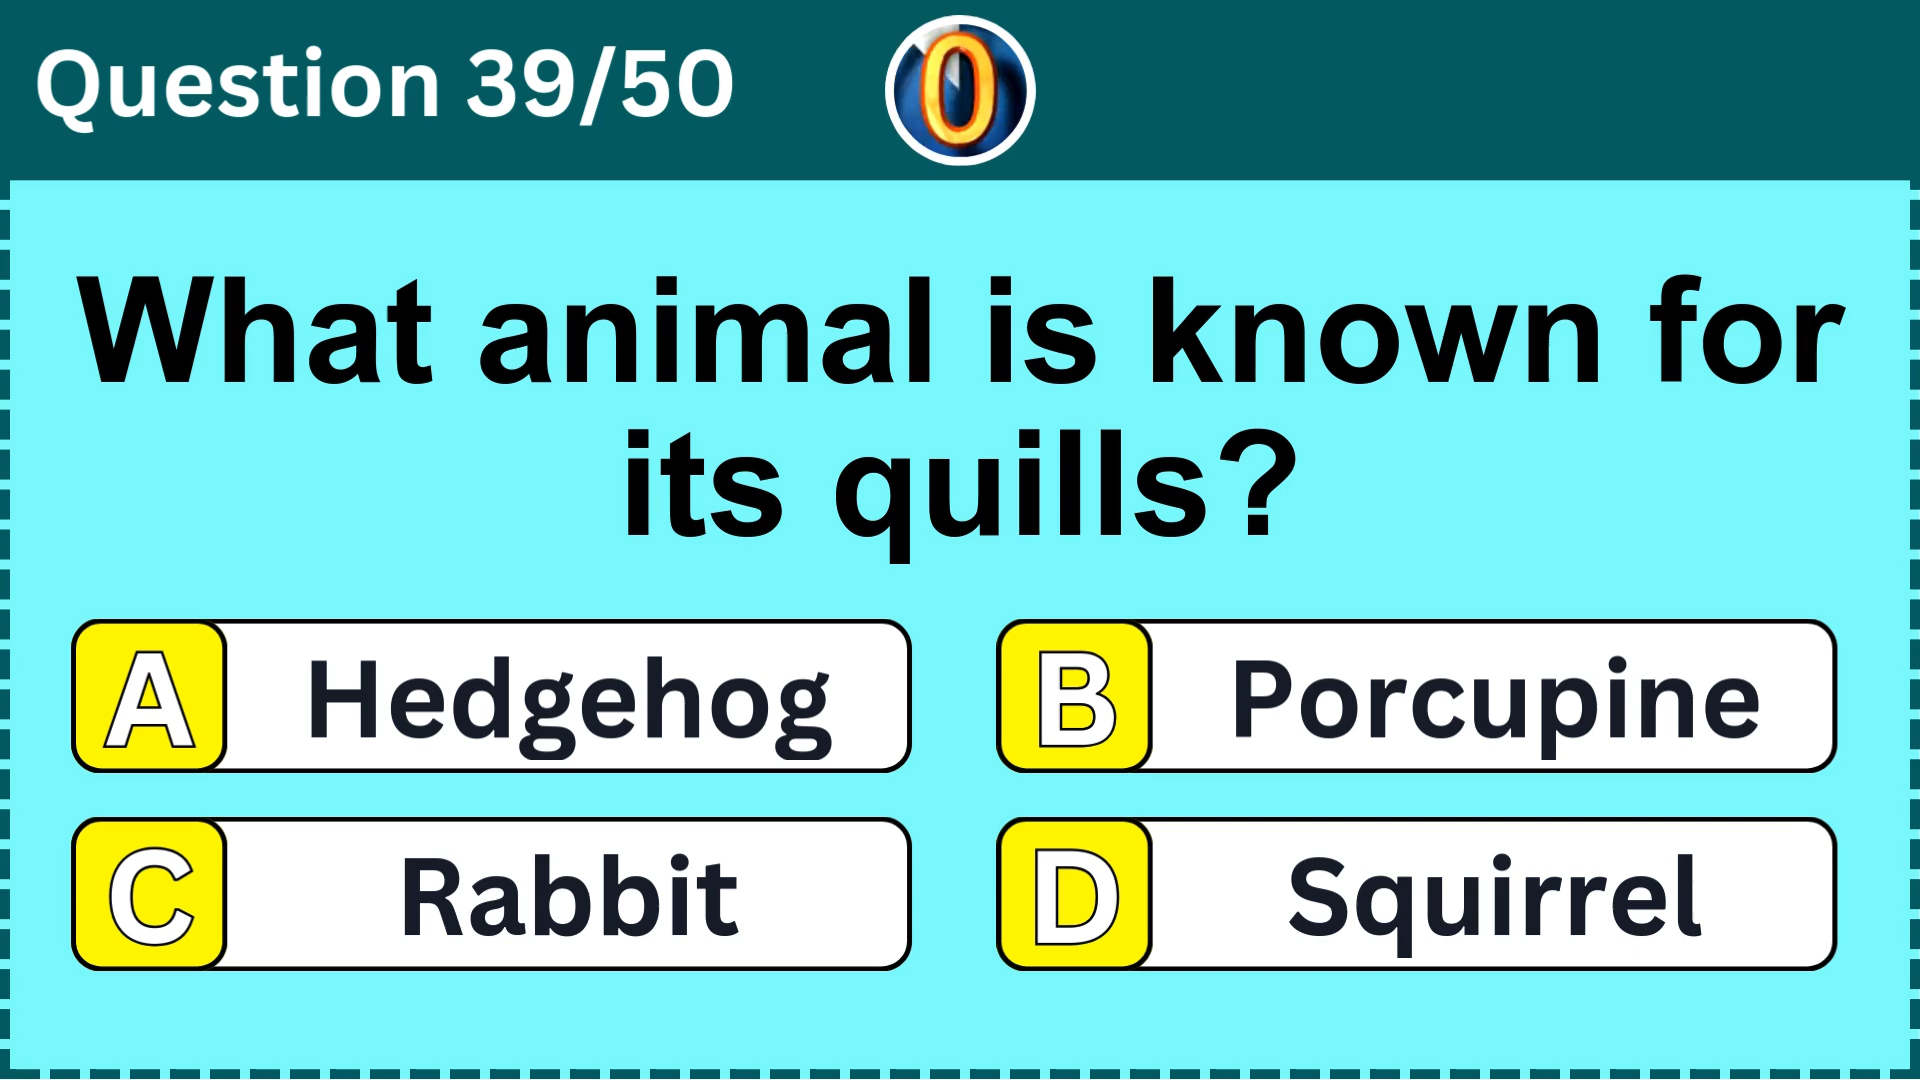 Question 39/50
0
What animal is known for
its quills?
A Hedgehog
B Porcupine
C Rabbit
D Squirrel